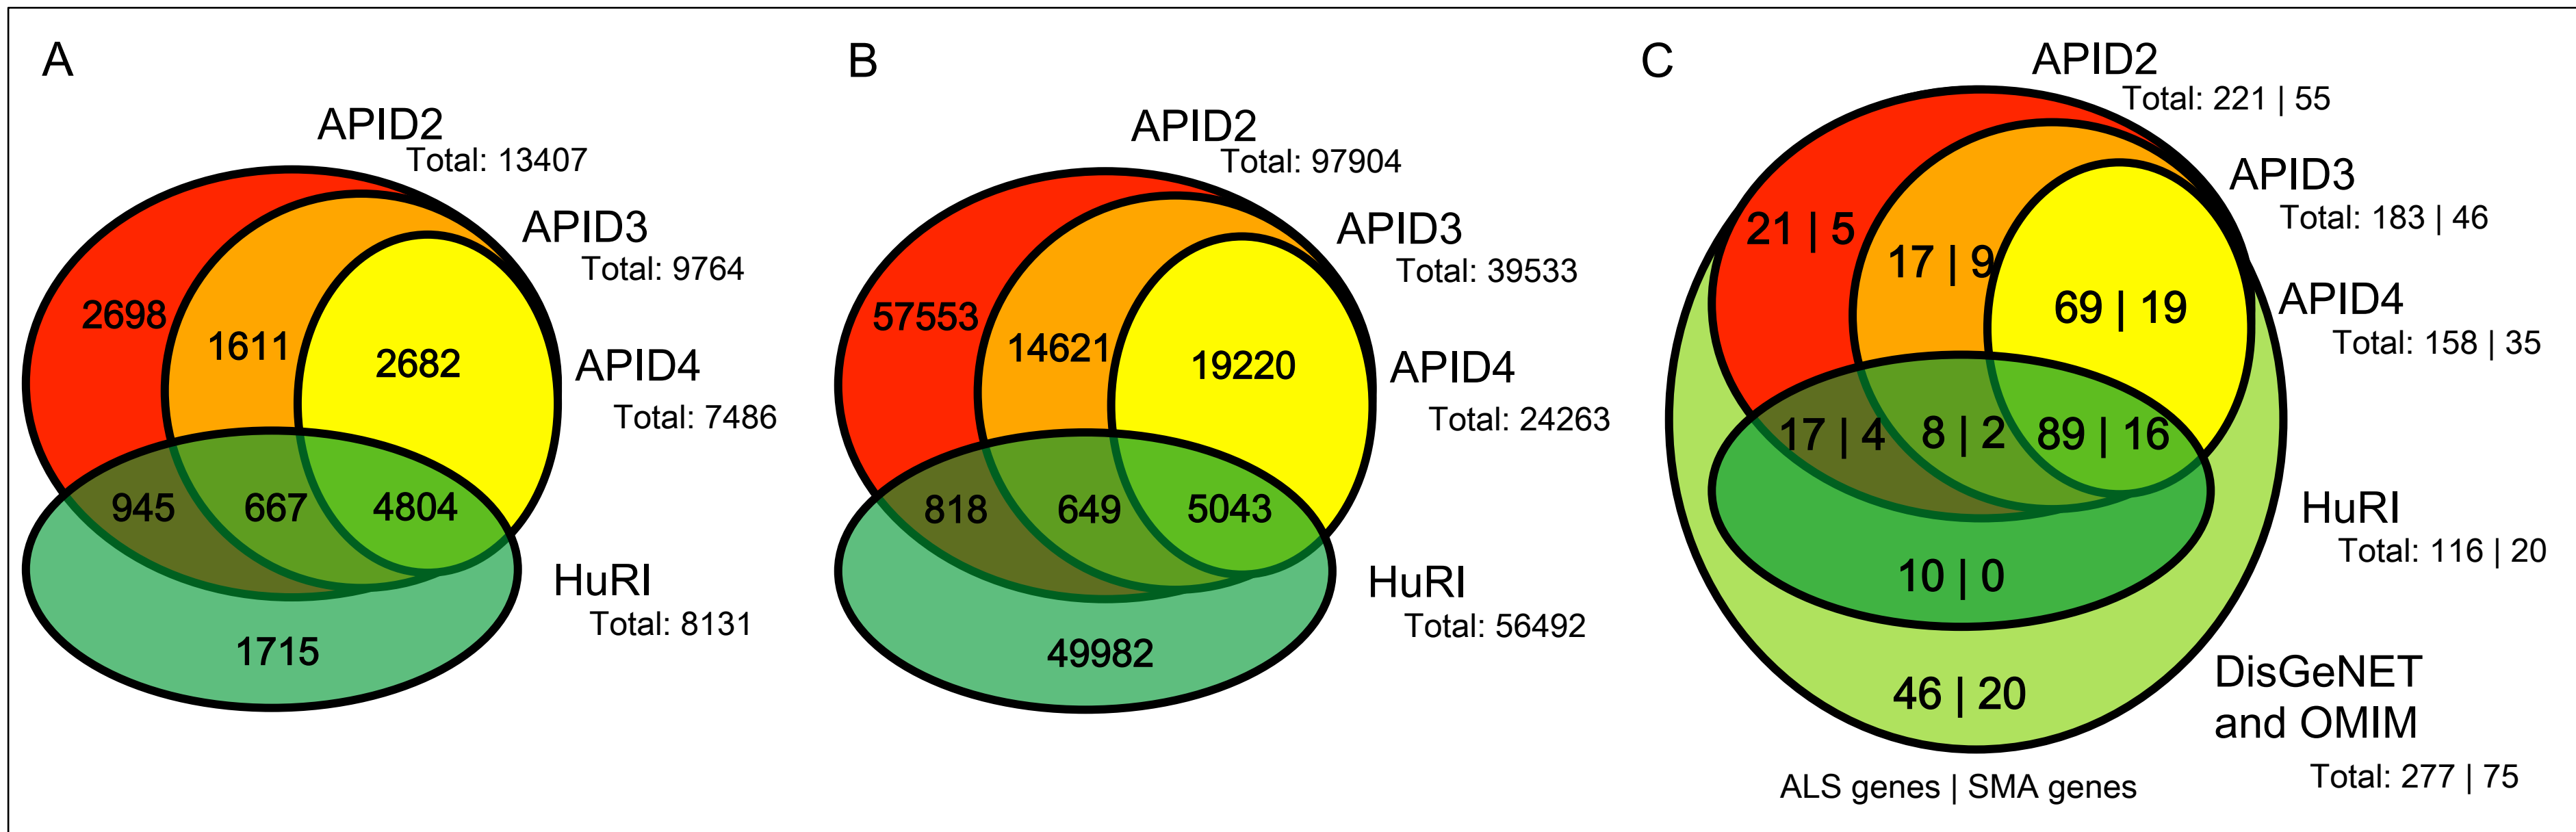 A
APID2
Total: 13407
APID3
Total: 9764
APID4
Total: 7486
2698
1611
2682
945
667
4804
HuRI
Total: 8131
1715
B
APID2
Total: 97904
APID3
Total: 39533
APID4
Total: 24263
57553
14621
19220
818
649
5043
HuRI
Total: 56492
49982
C
APID2
Total: 221 | 55
APID3
Total: 183 | 46
APID4
Total: 158 | 35
21 | 5
17 | 9
69 | 19
17 | 4
8 | 2
89 | 16
HuRI
Total: 116 | 20
10 | 0
46 | 20
DisGeNET
and OMIM
Total: 277 | 75
ALS genes | SMA genes